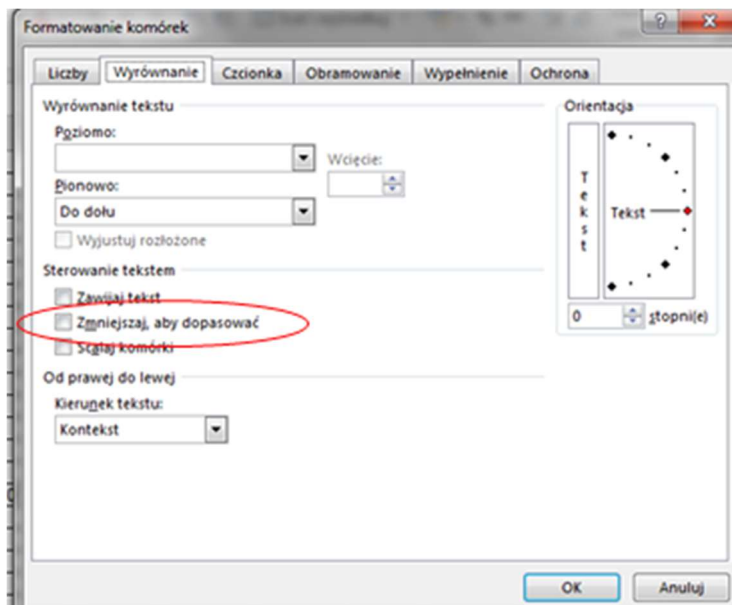 Formatowanie komórek
Liczby Wyrównanie Czcionka Obramowanie Wypełnienie Ochrona
Wyrównanie tekstu
Poziomo:
Wcięcie:
Pionowo:
Do dołu
Wyjustuj rozłożone
Sterowanie tekstem
Zawijaj tekst
Zmniejszaj, aby dopasować
Scalaj komórki
Od prawej do lewej
Kierunek tekstu:
Kontekst
Orientacja
Tekst
Tekst
0 stopni(e)
OK Anuluj